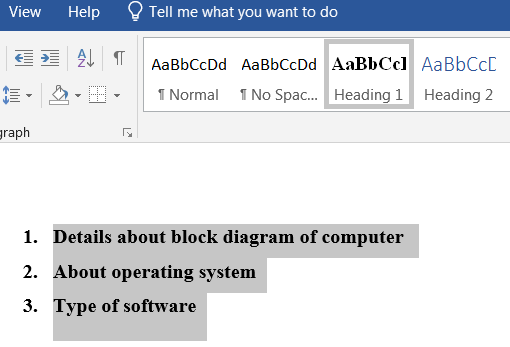 View Help Tell me what you want to do
AaBbCcDd AaBbCcDd AaBbCcI AaBbCcD
¶ Normal ¶ No Spac... Heading 1 Heading 2
graph
1. Details about block diagram of computer
2. About operating system
3. Type of software